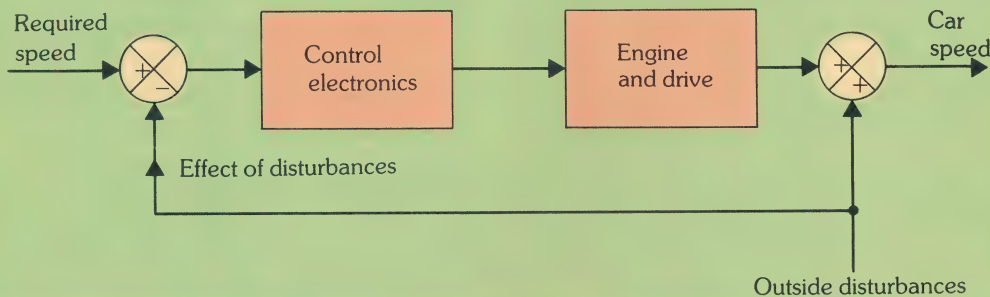 Required
speed
+
−
Control
electronics
Engine
and drive
+
+
Car
speed
Effect of disturbances
Outside disturbances